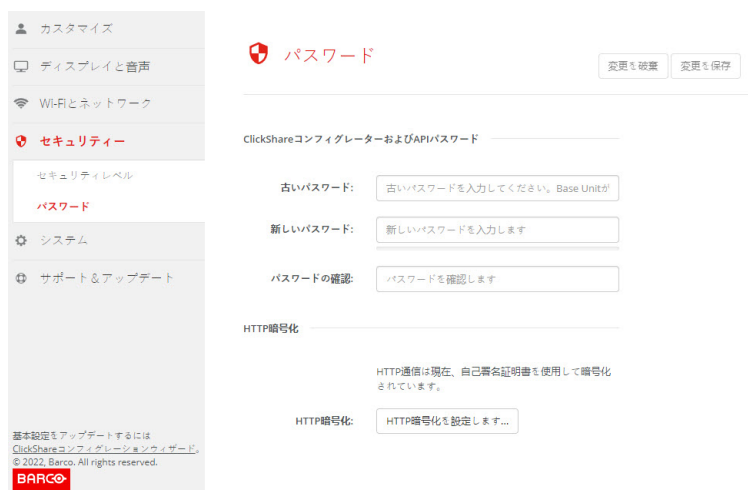 カスタマイズ
ディスプレイと音声
Wi-Fiとネットワーク
セキュリティー
セキュリティレベル
パスワード
システム
サポート＆アップデート
基本設定をアップデートするには
ClickShareコンフィグレーションウィザード。
© 2022, Barco. All rights reserved.
BARCO
パスワード
変更を破棄
変更を保存
ClickShareコンフィグレーターおよびAPIパスワード
古いパスワード:
古いパスワードを入力してください。Base Unitが
新しいパスワード:
新しいパスワードを入力します
パスワードの確認:
パスワードを確認します
HTTP暗号化
HTTP通信は現在、自己署名証明書を使用して暗号化
されています。
HTTP暗号化:
HTTP暗号化を設定します...